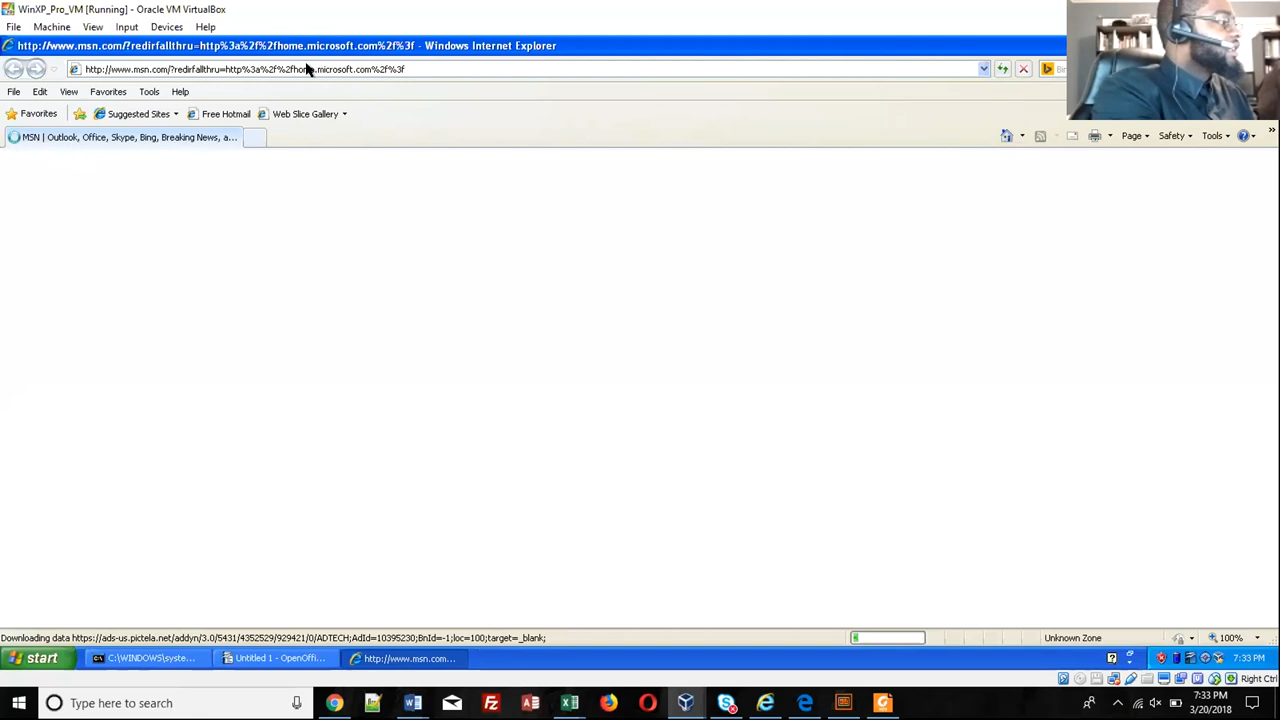 WinXP_Pro_VM [Running] - Oracle VM VirtualBox
File Machine View Input Devices Help
http://www.msn.com/?redirfallthru=http%3a%2f%2fhome.microsoft.com%2f%3f - Windows Internet Explorer
http://www.msn.com/?redirfallthru=http%3a%2f%2fhome.microsoft.com%2f%3f
File Edit View Favorites Tools Help
Favorites Suggested Sites Free Hotmail Web Slice Gallery
MSN | Outlook, Office, Skype, Bing, Breaking News, a... Page Safety Tools
Downloading data https://ads-us.pictela.net/addyn/3.0/5431/4352529/929421/0/ADTECH;AdId=10395230;BnId=-1;loc=100;target=_blank; Unknown Zone 100%
start C:\WINDOWS\syste... Untitled 1 - OpenOffi... http://www.msn.com... 7:33 PM
Right Ctrl
Type here to search 7:33 PM
3/20/2018